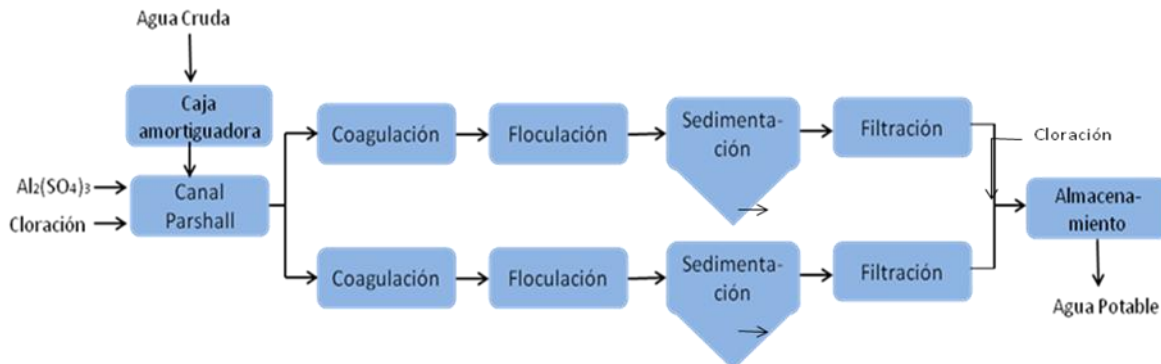 Agua Cruda
Caja
amortiguadora
Al₂(SO₄)₃
Cloración
Canal
Parshall
Coagulación
Floculación
Sedimenta-
ción
Filtración
Cloración
Coagulación
Floculación
Sedimenta-
ción
Filtración
Almacena-
miento
Agua Potable